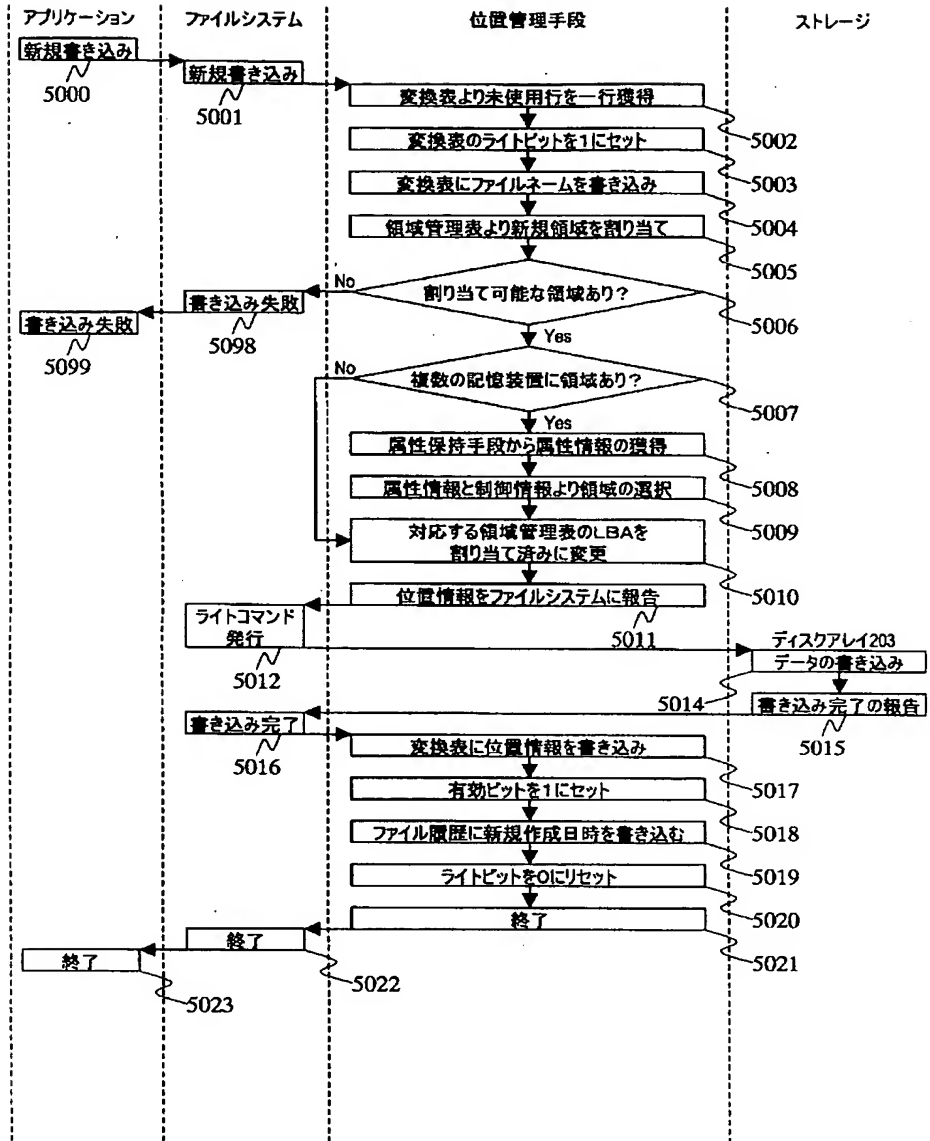 アプリケーション
ファイルシステム
位置管理手段
ストレージ
新規書き込み
5000
新規書き込み
5001
変換表より未使用行を一行獲得
5002
変換表のライトビットを1にセット
5003
変換表にファイルネームを書き込み
5004
領域管理表より新規領域を割り当て
5005
割り当て可能な領域あり?
No
5006
書き込み失敗
5098
書き込み失敗
5099
Yes
複数の記憶装置に領域あり?
No
5007
Yes
属性保持手段から属性情報の獲得
5008
属性情報と制御情報より領域の選択
5009
対応する領域管理表のLBAを
割り当て済みに変更
5010
位置情報をファイルシステムに報告
5011
ライトコマンド
発行
5012
ディスクアレイ203
データの書き込み
5014
書き込み完了の報告
5015
書き込み完了
5016
変換表に位置情報を書き込み
5017
有効ビットを1にセット
5018
ファイル履歴に新規作成日時を書き込む
5019
ライトビットを0にリセット
5020
終了
5021
終了
5022
終了
5023